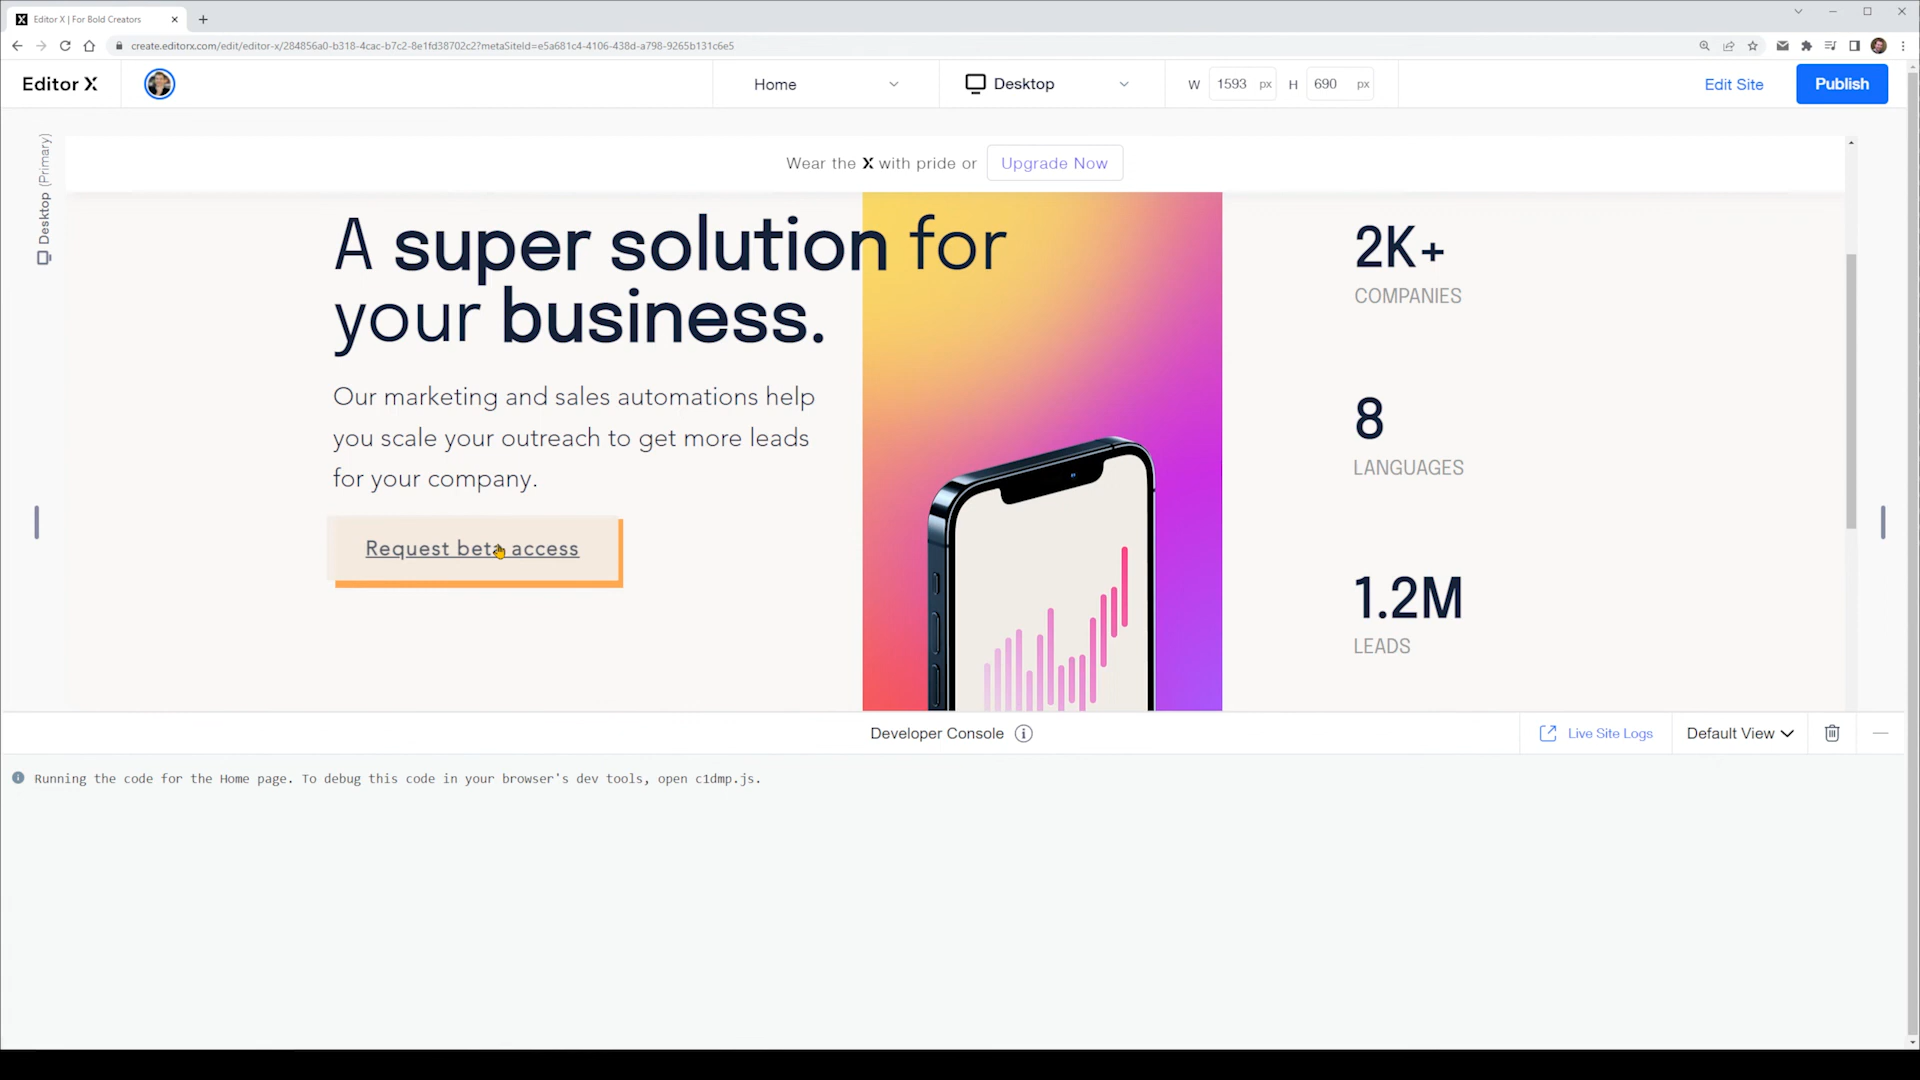 Editor X | For Bold Creators
create.editorx.com/edit/editor-x/284856a0-b318-4cac-b7c2-8e1fd38702c2?metaSiteId=e5a681c4-4106-438d-a798-9265b131c6e5
Editor X
Home
Desktop
W 1593 px H 690 px
Edit Site
Publish
Desktop (Primary)
Wear the X with pride or Upgrade Now
A super solution for
your business.
Our marketing and sales automations help
you scale your outreach to get more leads
for your company.
Request beta access
2K+
COMPANIES
8
LANGUAGES
1.2M
LEADS
Developer Console
Live Site Logs
Default View
Running the code for the Home page. To debug this code in your browser's dev tools, open c1dmp.js.